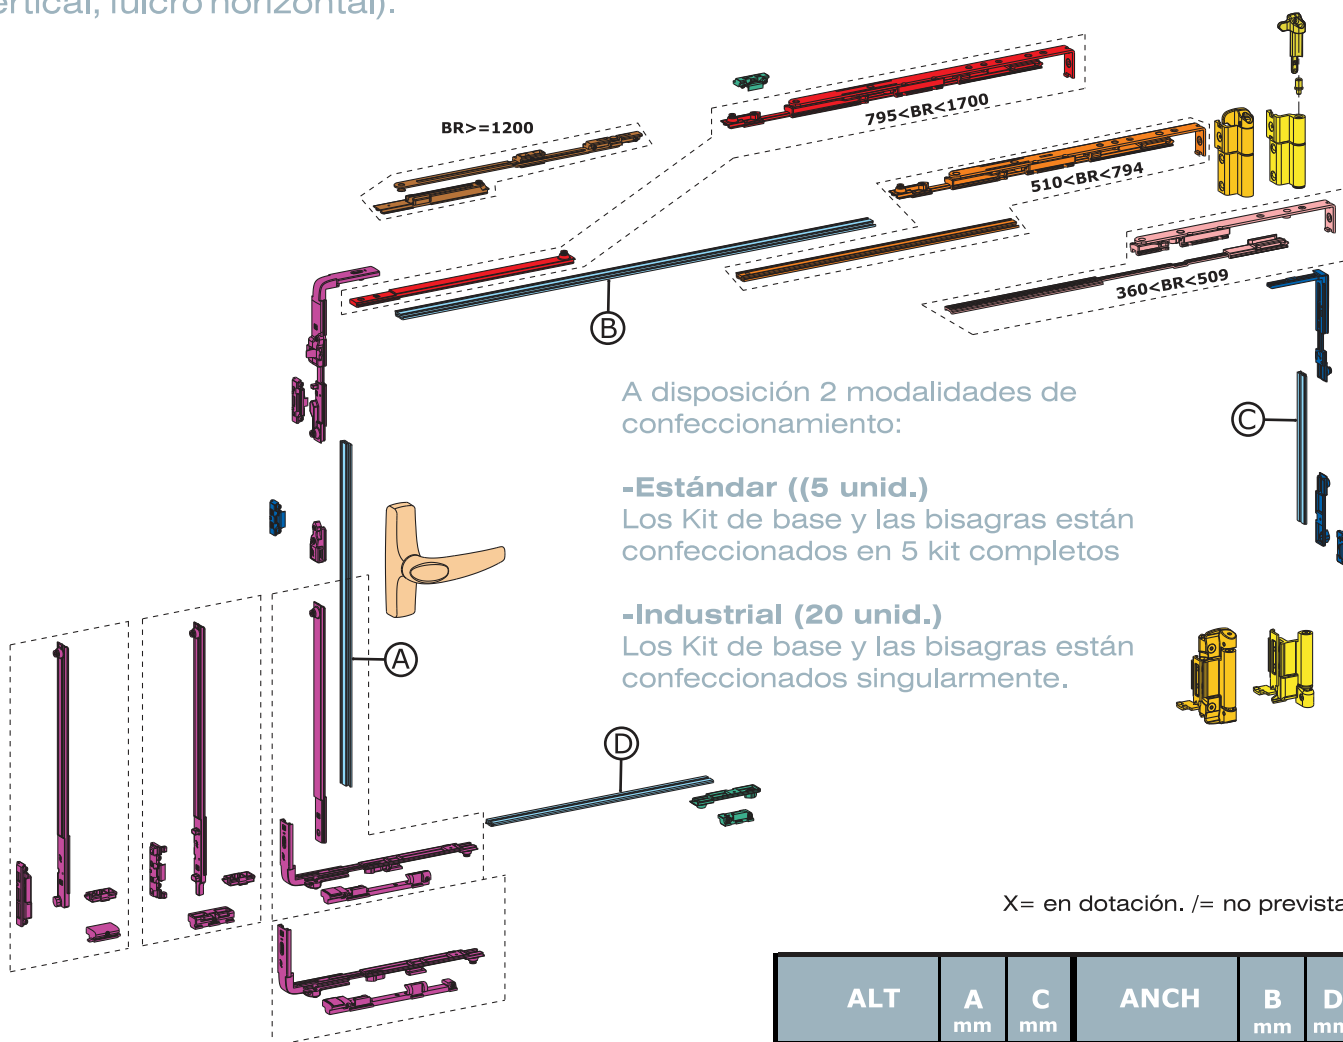 ertical, fulcro horizontal).
BR>=1200
795<BR<1700
510<BR<794
360<BR<509
B
C
A disposición 2 modalidades de
confeccionamiento:
-Estándar ((5 unid.)
Los Kit de base y las bisagras están
confeccionados en 5 kit completos
-Industrial (20 unid.)
Los Kit de base y las bisagras están
confeccionados singularmente.
A
D
X= en dotación. /= no prevista
ALT A mm C mm ANCH B mm D mm